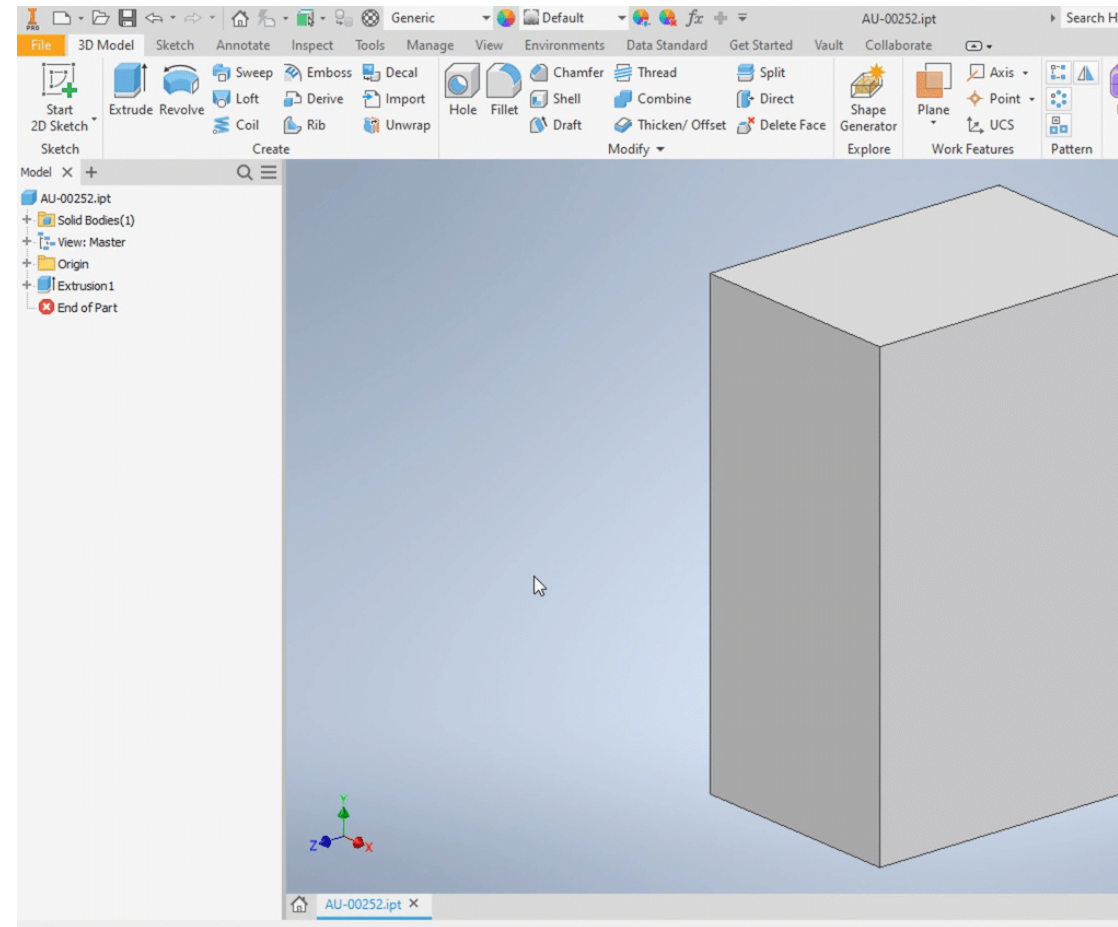 PRO Generic Default fx AU-00252.ipt Search H
File 3D Model Sketch Annotate Inspect Tools Manage View Environments Data Standard Get Started Vault Collaborate
Start 2D Sketch
Extrude Revolve
Sweep Emboss Decal
Loft Derive Import
Coil Rib Unwrap
Hole Fillet
Chamfer Thread Split
Shell Combine Direct
Draft Thicken/ Offset Delete Face
Shape Generator
Plane
Axis
Point
UCS
Sketch Create Modify Explore Work Features Pattern
Model
AU-00252.ipt
Solid Bodies(1)
View: Master
Origin
Extrusion1
End of Part
Y
Z X
AU-00252.ipt